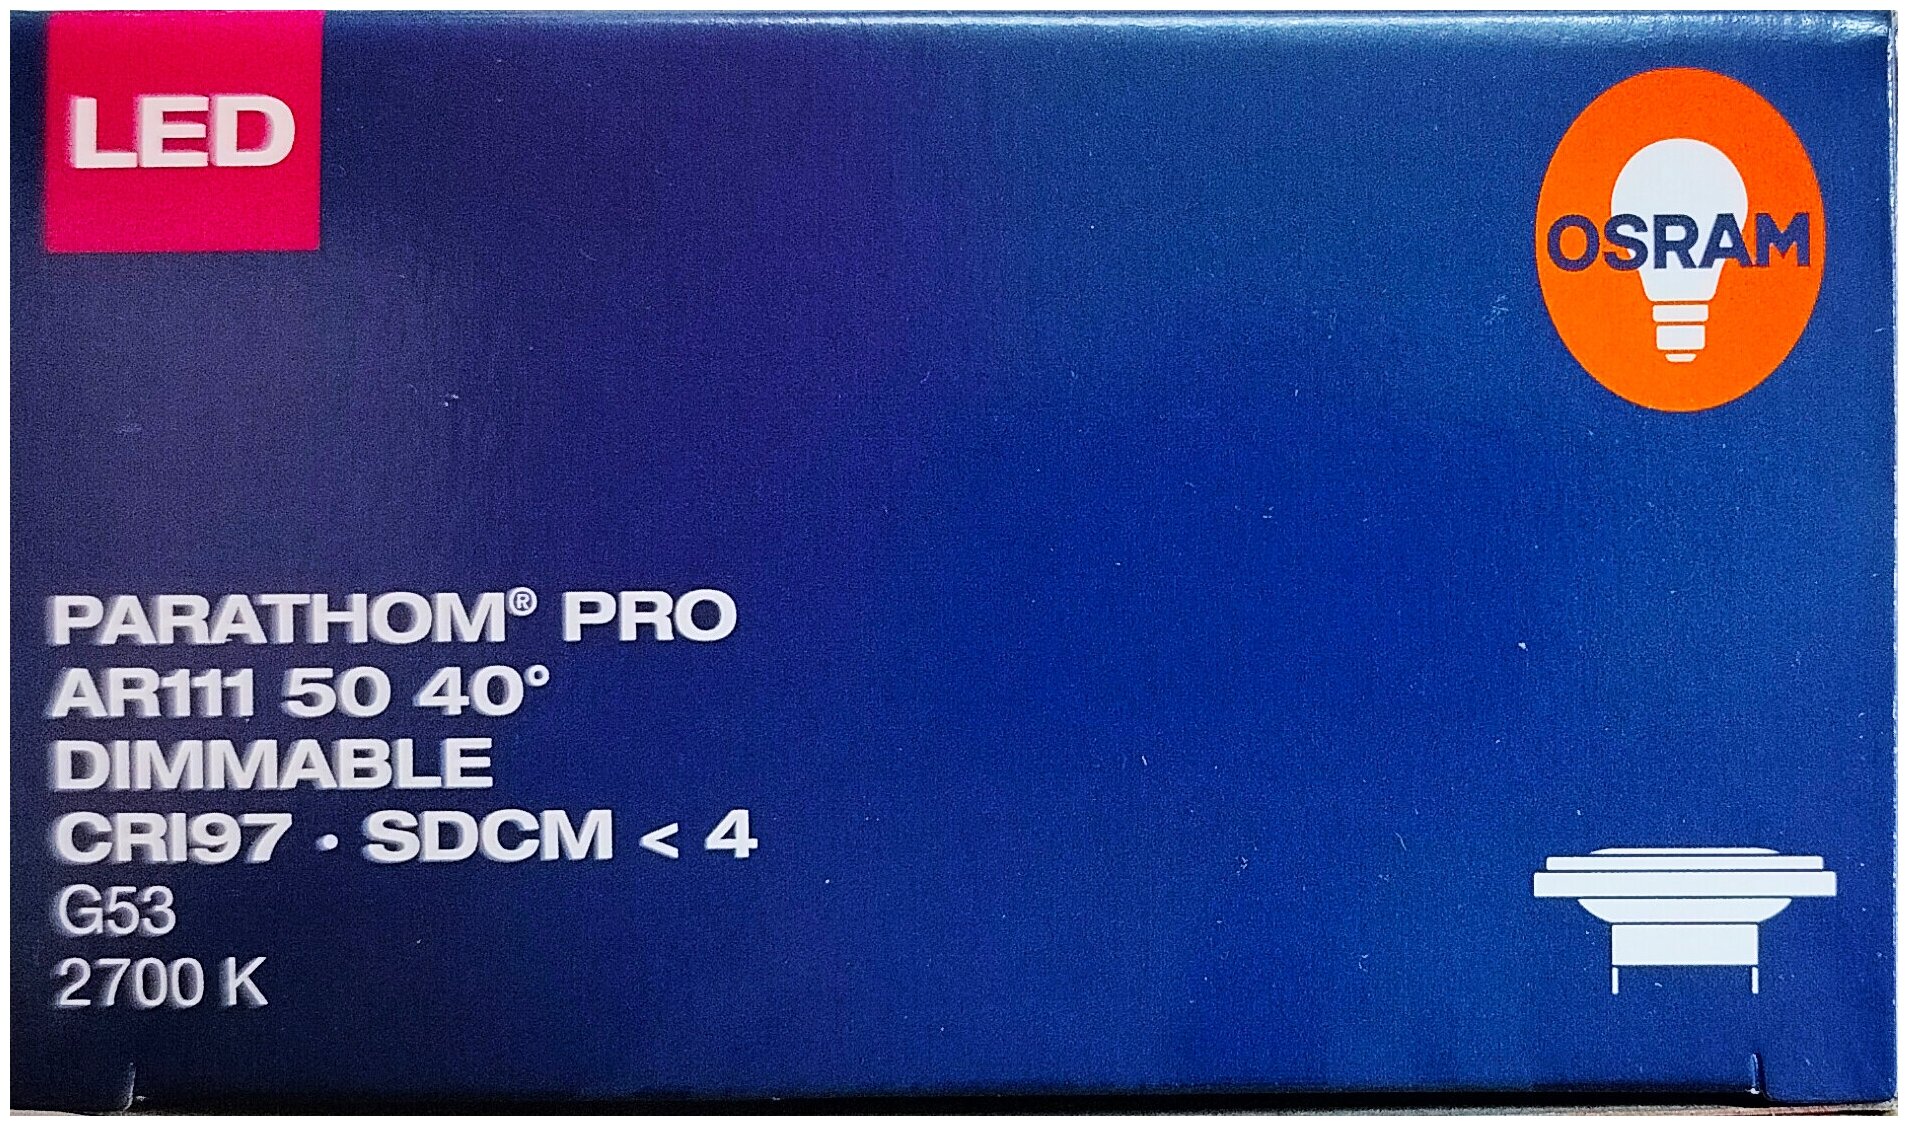 LED
OSRAM
PARATHOM® PRO
AR111 50 40°
DIMMABLE
CRI97 · SDCM < 4
G53
2700 K